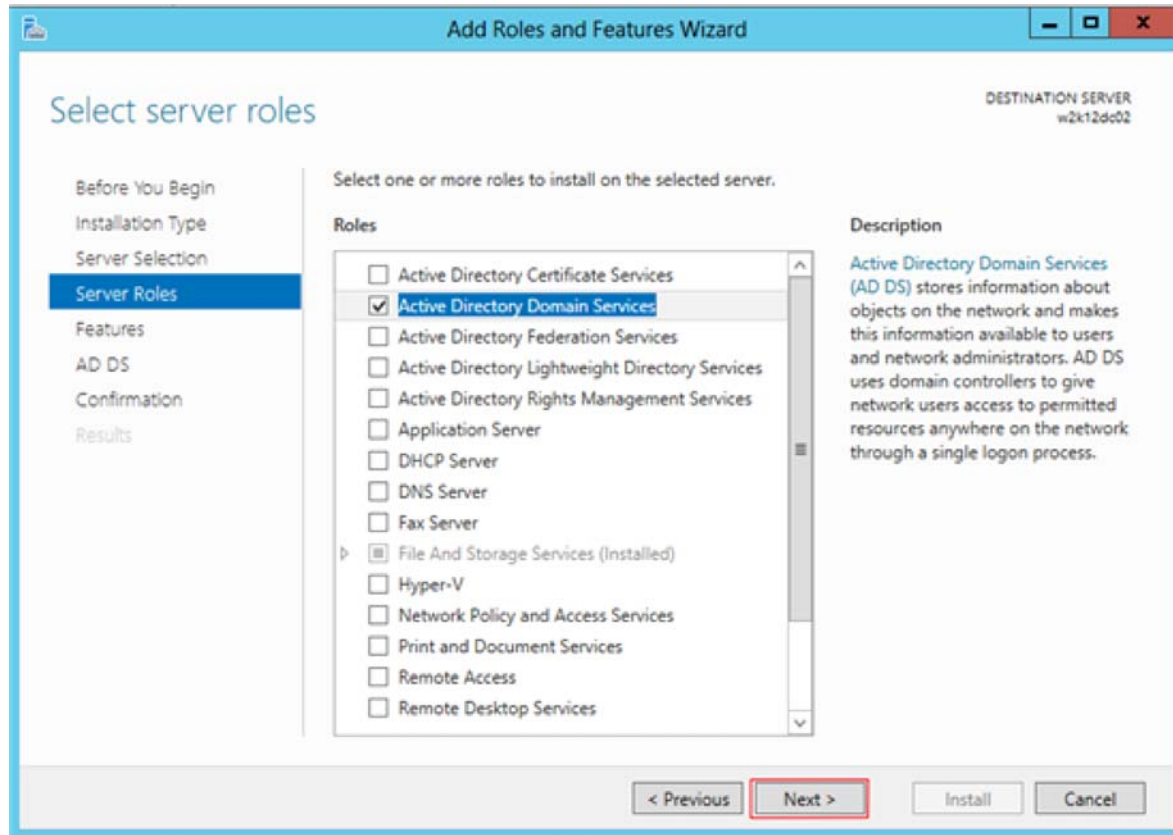 Add Roles and Features Wizard
Select server roles
DESTINATION SERVER
w2k12dc02
Before You Begin
Installation Type
Server Selection
Server Roles
Features
AD DS
Confirmation
Results
Select one or more roles to install on the selected server.
Roles
Active Directory Certificate Services
Active Directory Domain Services
Active Directory Federation Services
Active Directory Lightweight Directory Services
Active Directory Rights Management Services
Application Server
DHCP Server
DNS Server
Fax Server
File And Storage Services (Installed)
Hyper-V
Network Policy and Access Services
Print and Document Services
Remote Access
Remote Desktop Services
Description
Active Directory Domain Services
(AD DS) stores information about
objects on the network and makes
this information available to users
and network administrators. AD DS
uses domain controllers to give
network users access to permitted
resources anywhere on the network
through a single logon process.
< Previous
Next >
Install
Cancel